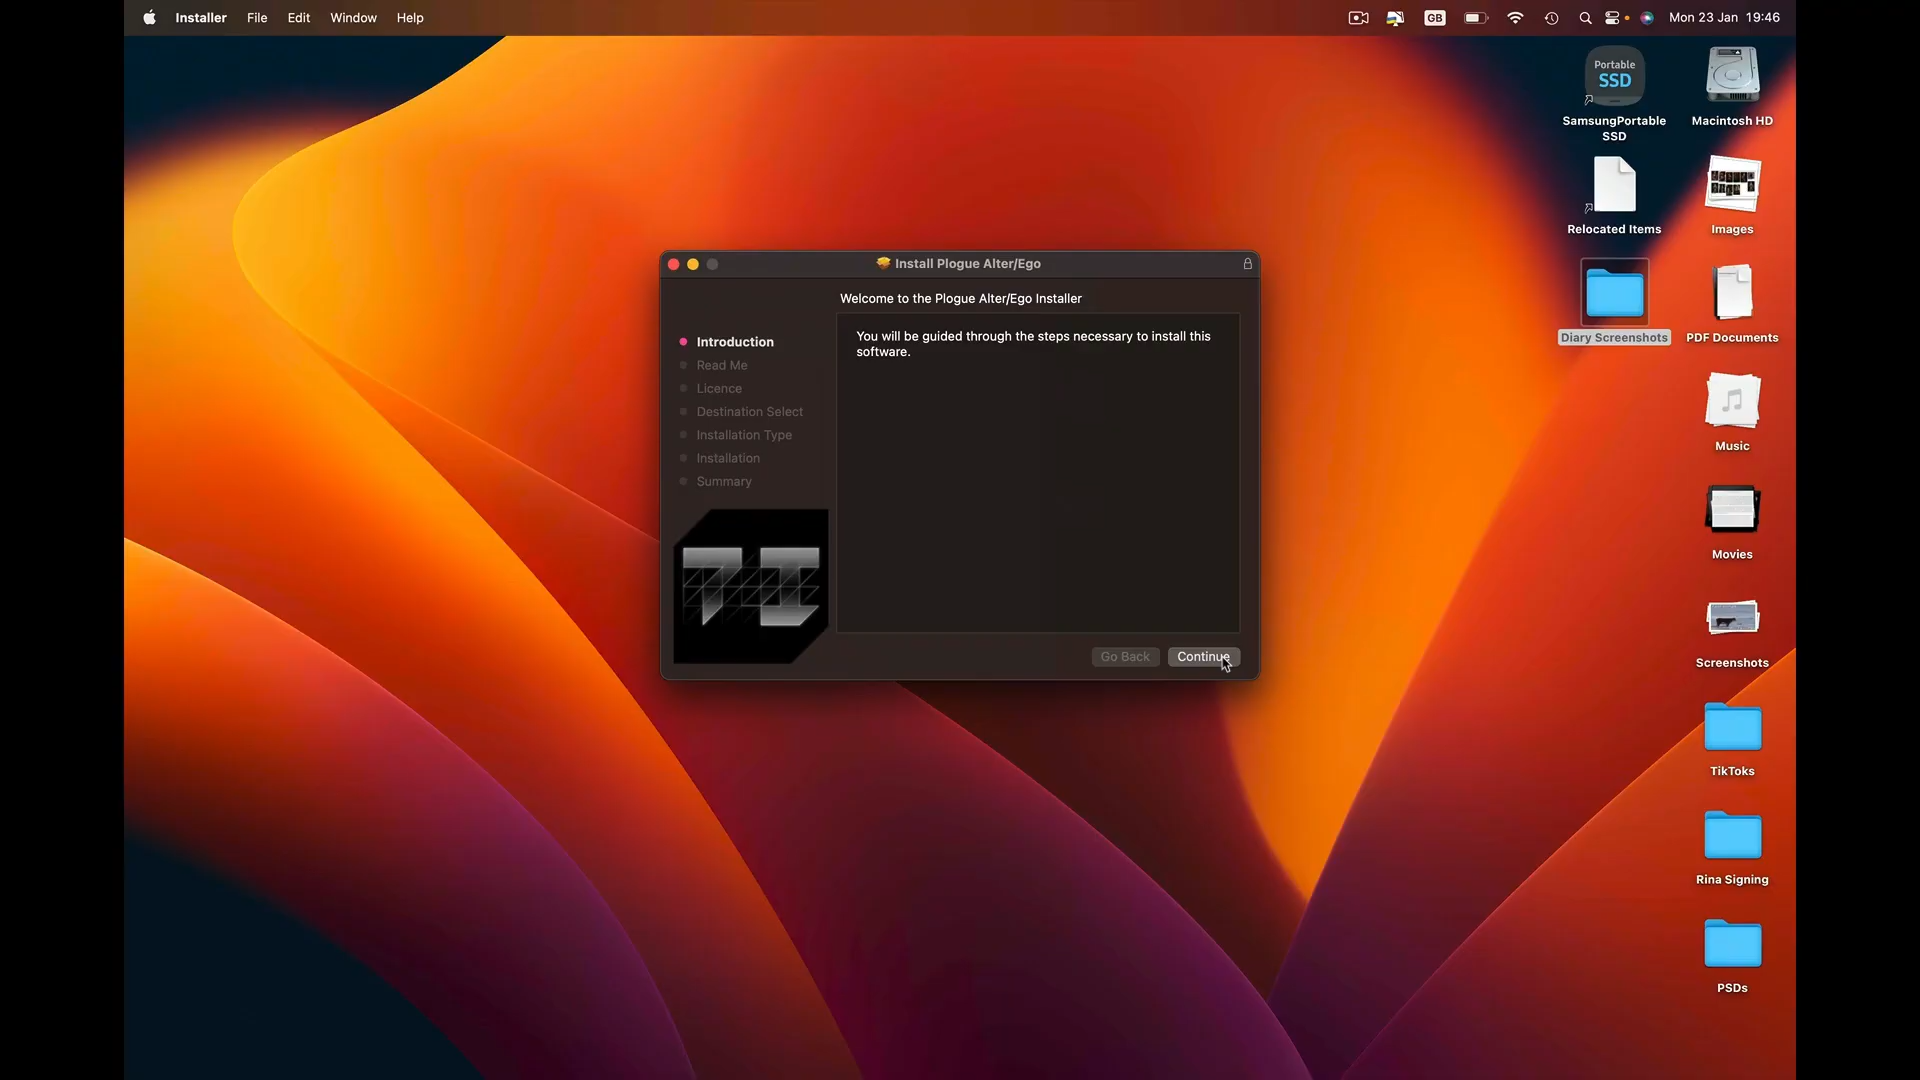 Installer File Edit Window Help
GB
Mon 23 Jan 19:46
Portable
SSD
SamsungPortable
SSD
Macintosh HD
Relocated Items
Images
Diary Screenshots
PDF Documents
Music
Movies
Screenshots
TikToks
Rina Signing
PSDs
Install Plogue Alter/Ego
Welcome to the Plogue Alter/Ego Installer
Introduction
Read Me
Licence
Destination Select
Installation Type
Installation
Summary
You will be guided through the steps necessary to install this
software.
Go Back
Continue